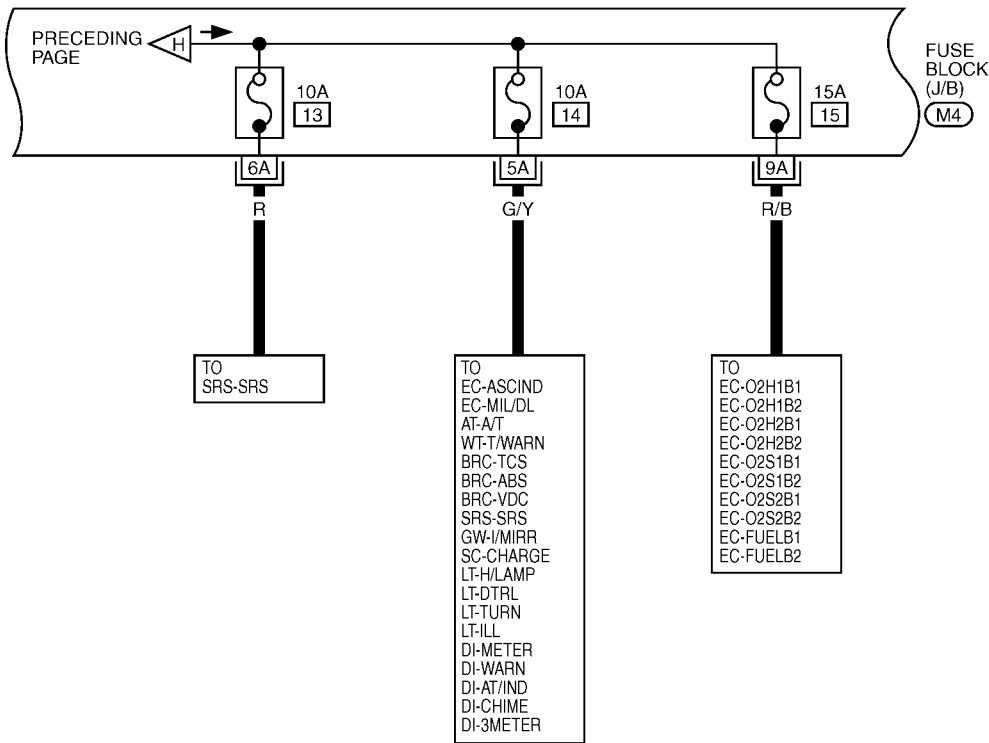 PRECEDING
PAGE
H
10A
13
10A
14
15A
15
FUSE
BLOCK
(J/B)
M4
6A
5A
9A
R
G/Y
R/B
TO
SRS-SRS
TO
EC-ASCIND
EC-MIL/DL
AT-A/T
WT-T/WARN
BRC-TCS
BRC-ABS
BRC-VDC
SRS-SRS
GW-I/MIRR
SC-CHARGE
LT-H/LAMP
LT-DTRL
LT-TURN
LT-ILL
DI-METER
DI-WARN
DI-AT/IND
DI-CHIME
DI-3METER
TO
EC-O2H1B1
EC-O2H1B2
EC-O2H2B1
EC-O2H2B2
EC-O2S1B1
EC-O2S1B2
EC-O2S2B1
EC-O2S2B2
EC-FUELB1
EC-FUELB2